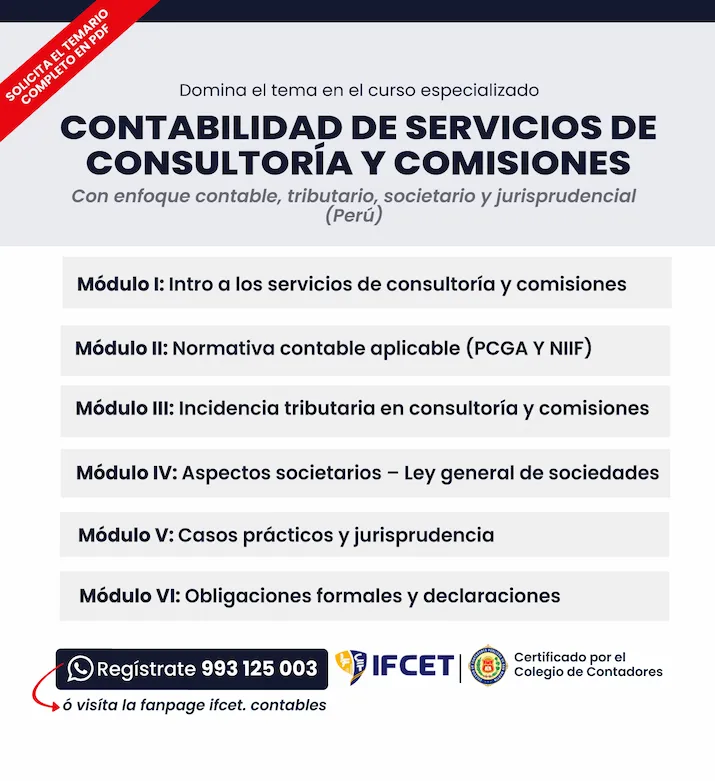 SOLICITA EL TEMARIO
COMPLETO EN PDF
Domina el tema en el curso especializado
CONTABILIDAD DE SERVICIOS DE
CONSULTORÍA Y COMISIONES
Con enfoque contable, tributario, societario y jurisprudencial
(Perú)
Módulo I: Intro a los servicios de consultoría y comisiones
Módulo II: Normativa contable aplicable (PCGA Y NIIF)
Módulo III: Incidencia tributaria en consultoría y comisiones
Módulo IV: Aspectos societarios – Ley general de sociedades
Módulo V: Casos prácticos y jurisprudencia
Módulo VI: Obligaciones formales y declaraciones
Regístrate 993 125 003
ó visíta la fanpage ifcet. contables
IFCET
Certificado por el
Colegio de Contadores